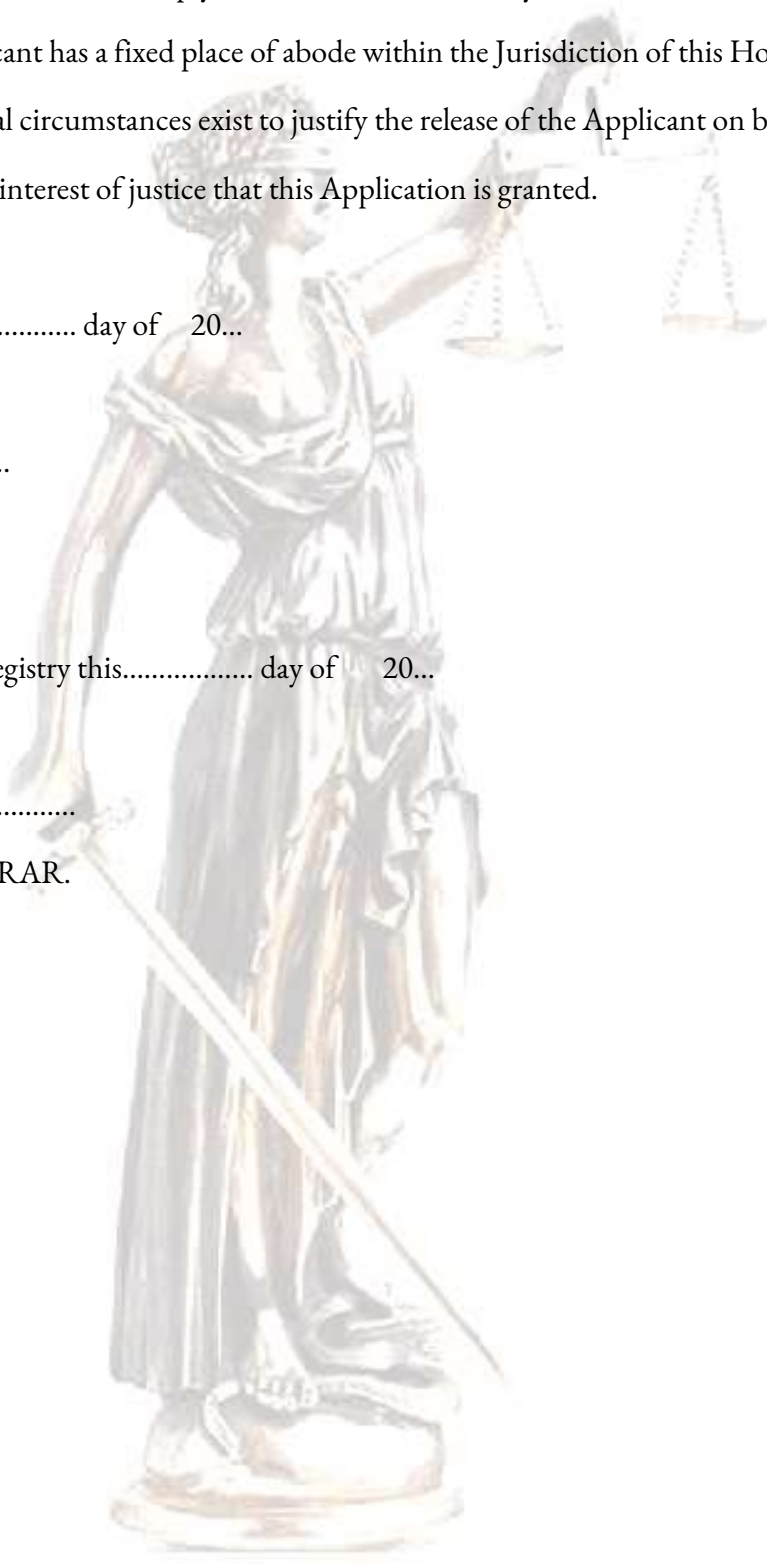 cant has a fixed place of abode within the Jurisdiction of this Ho
al circumstances exist to justify the release of the Applicant on b
interest of justice that this Application is granted.
........... day of 20...
..
egistry this.................. day of 20...
...........
RAR.